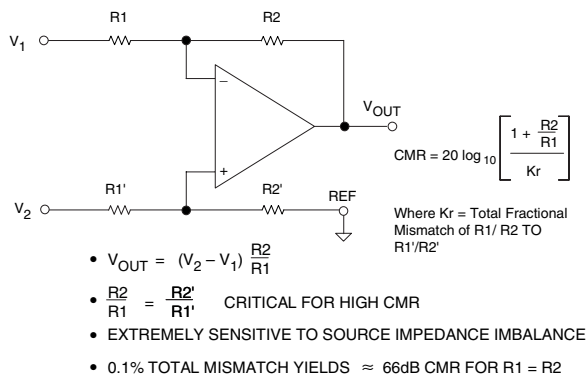 R1 R2
V1
−
VOUT
+
CMR = 20 log10 [ (1 + R2/R1) / Kr ]
R1' R2' REF
V2
Where Kr = Total Fractional
Mismatch of R1/ R2 TO
R1'/R2'
• VOUT = (V2 – V1) R2/R1
• R2/R1 = R2'/R1' CRITICAL FOR HIGH CMR
• EXTREMELY SENSITIVE TO SOURCE IMPEDANCE IMBALANCE
• 0.1% TOTAL MISMATCH YIELDS ≈ 66dB CMR FOR R1 = R2